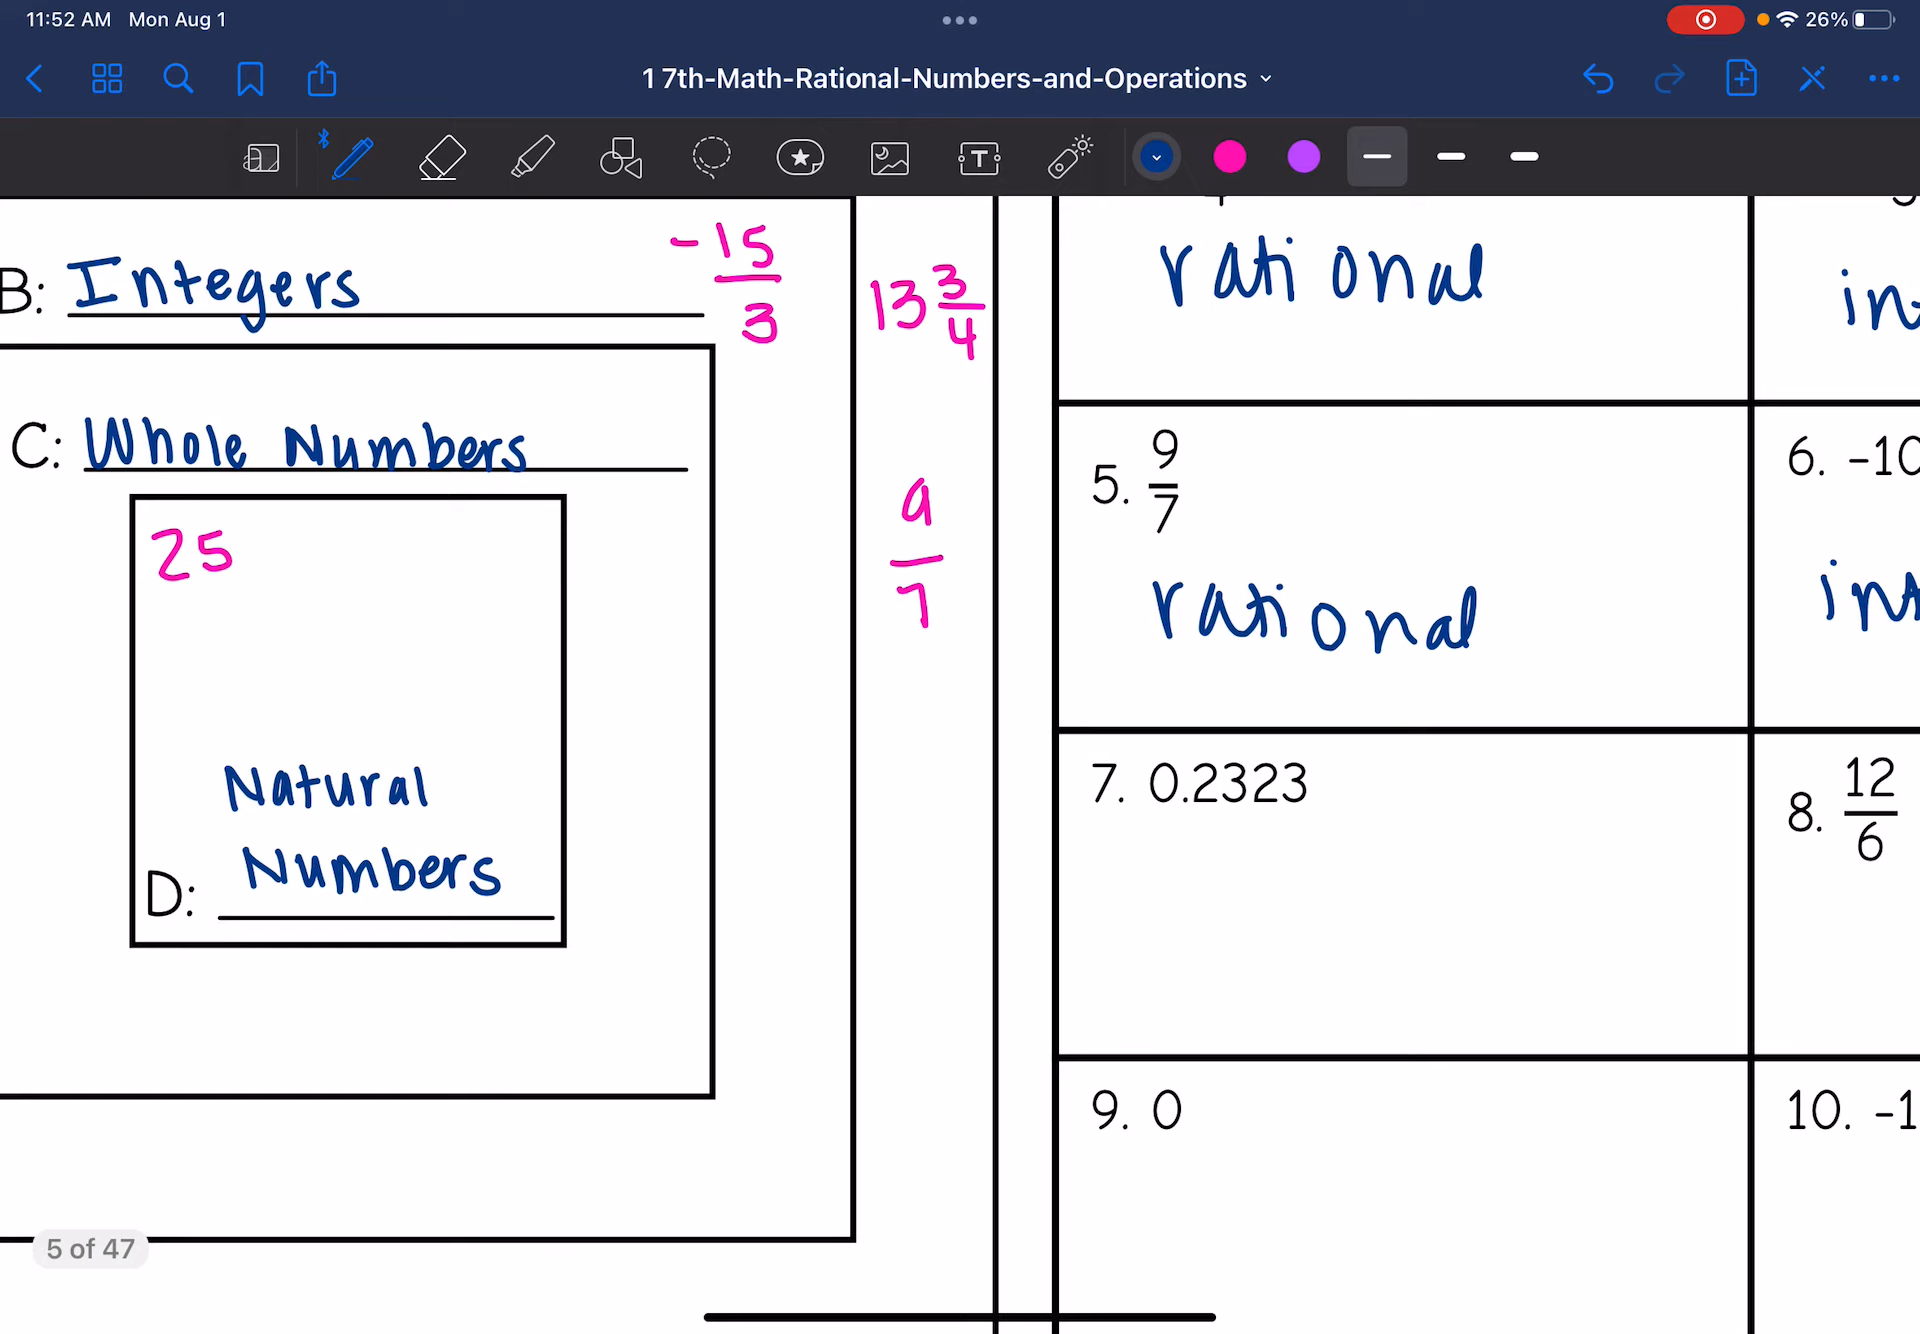 11:52 AM Mon Aug 1
26%
1 7th-Math-Rational-Numbers-and-Operations
B: Integers
-15
3
13 3
4
C: Whole Numbers
25
9
7
Natural
Numbers
D:
5 of 47
rational
5. 9
7
rational
6. -10
7. 0.2323
8. 12
6
9. 0
10. -1